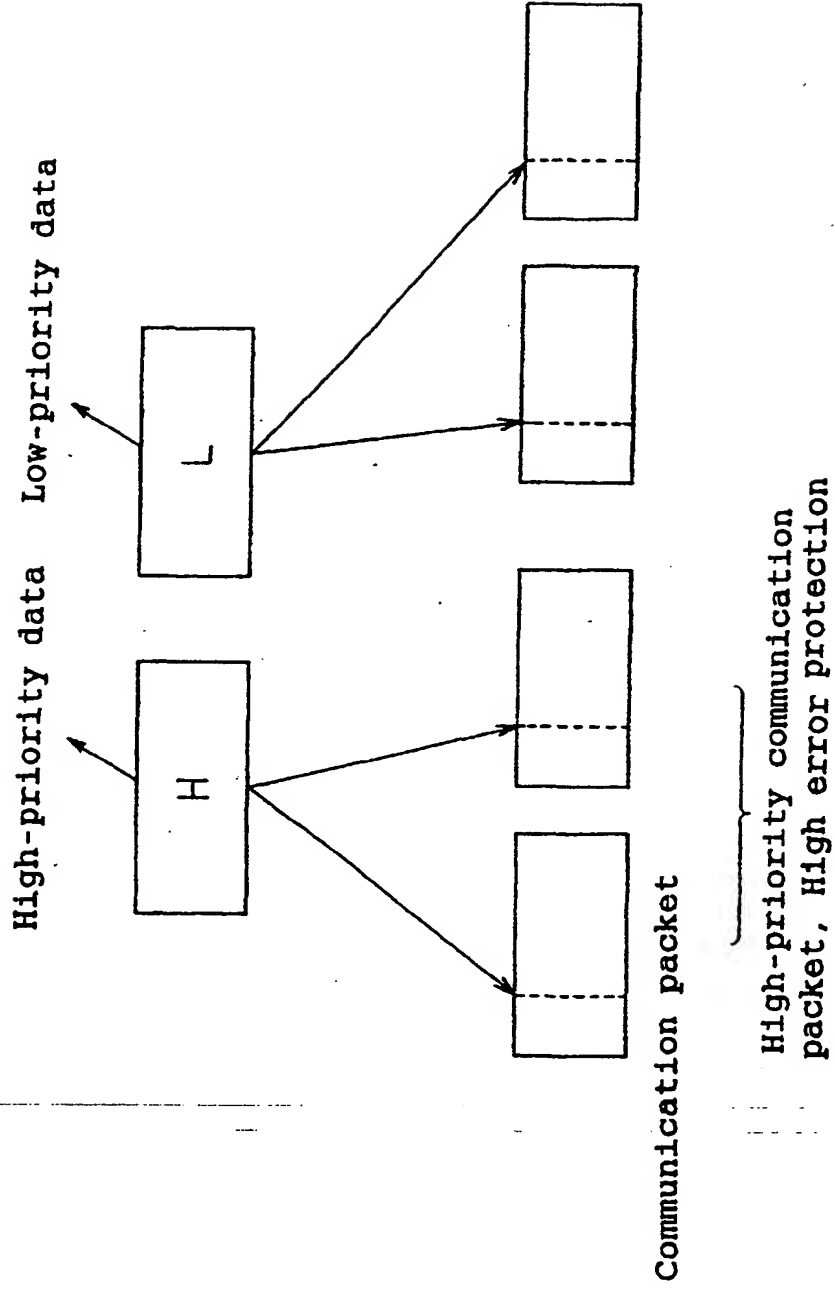 High-priority data
Low-priority data
H
L
Communication packet
High-priority communication
packet, High error protection